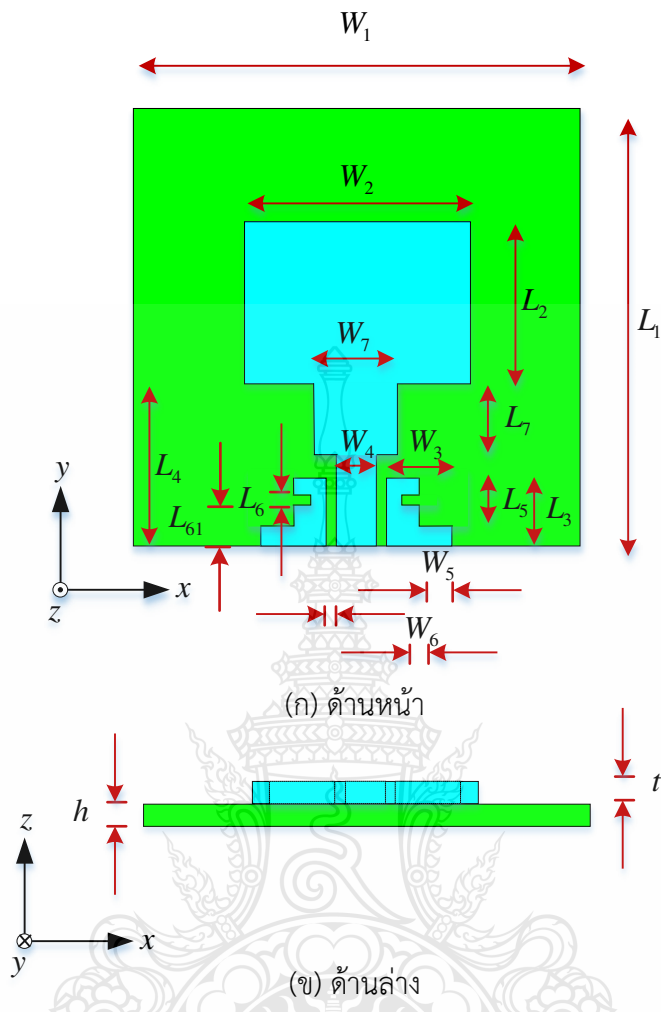 W₁
W₂
L₂
L₁
W₇
L₇
W₄ W₃
L₄
L₆ L₅ L₃
L₆₁
y
x
z
W₅
W₆
(ก) ด้านหน้า
t
h
z
x
y
(ข) ด้านล่าง